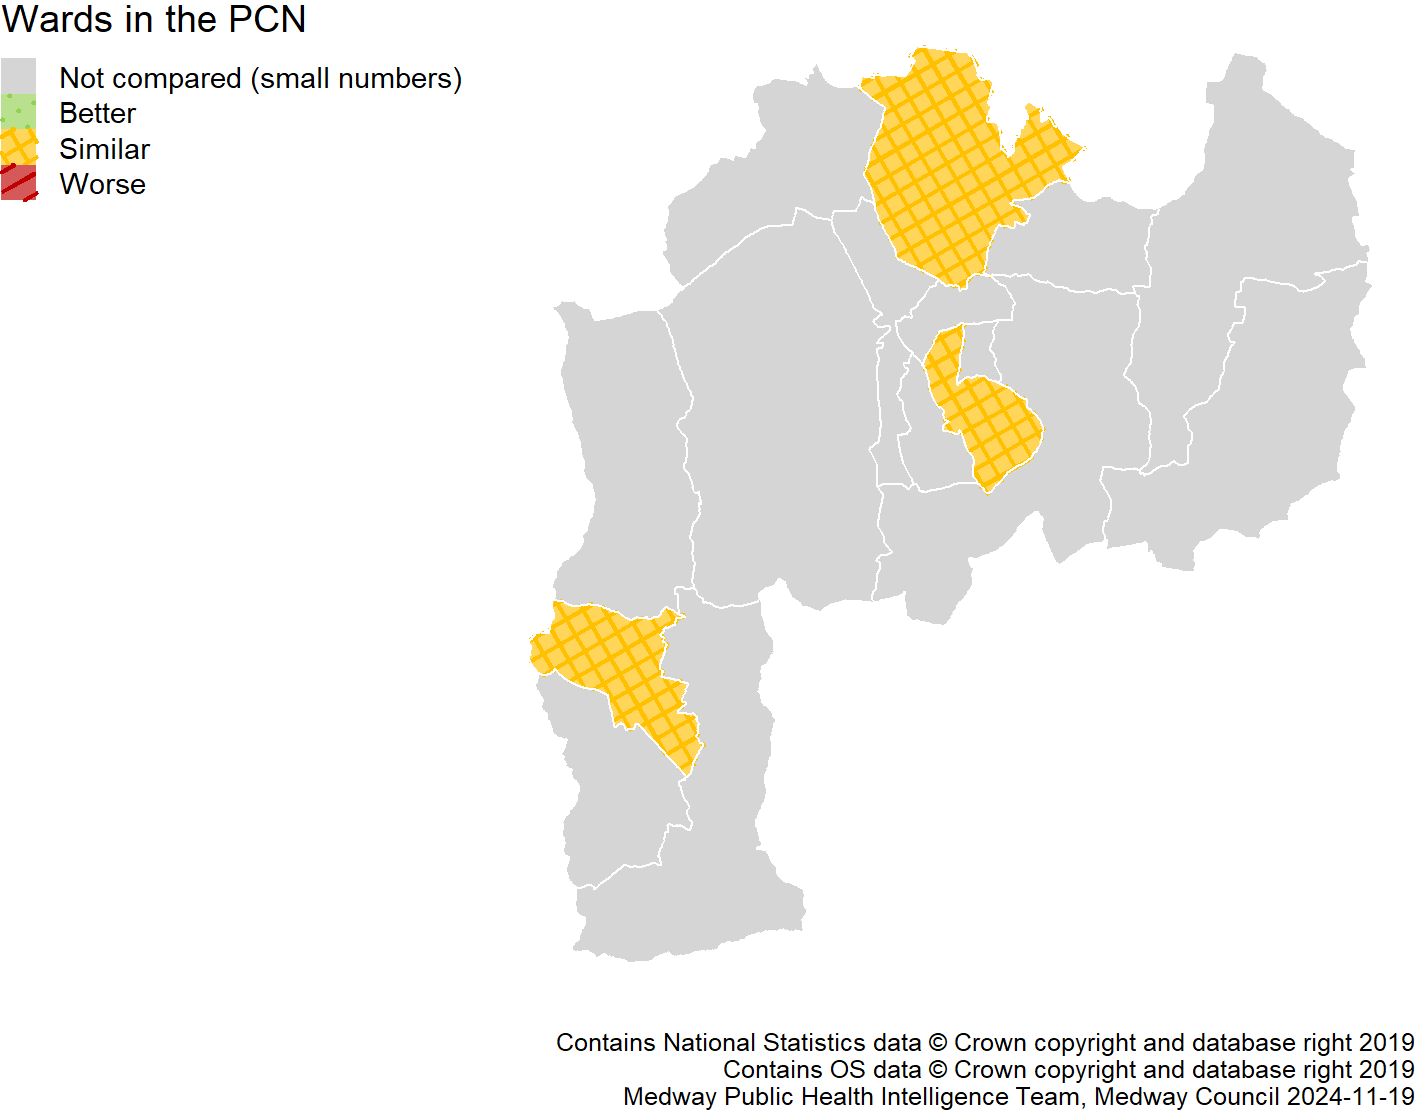 Wards in the PCN
Not compared (small numbers)
Better
Similar
Worse
Contains National Statistics data © Crown copyright and database right 2019
Contains OS data © Crown copyright and database right 2019
Medway Public Health Intelligence Team, Medway Council 2024-11-19